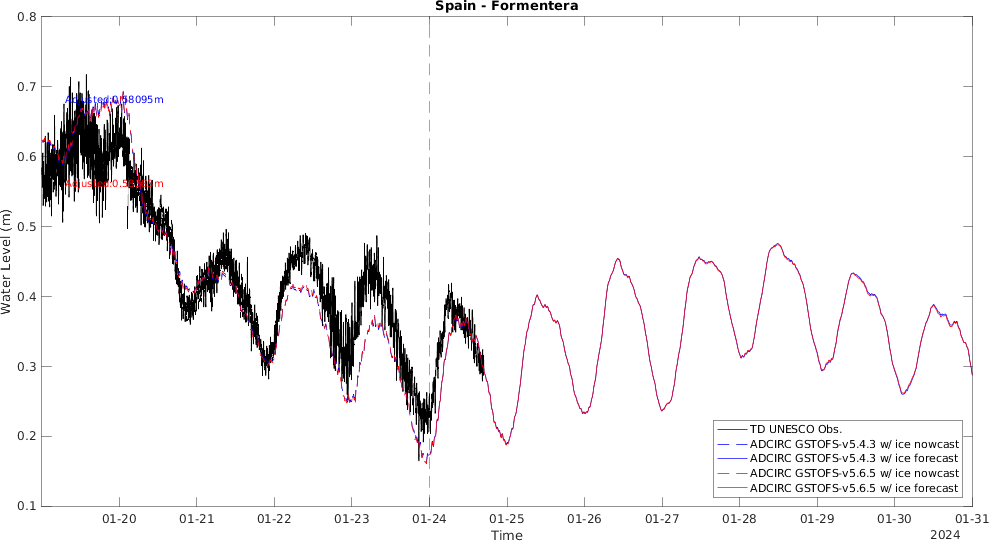 Spain - Formentera
0.8
0.7
0.6
0.5
0.4
0.3
0.2
0.1
Water Level (m)
Adjusted:0.58095m
01-20
01-21
01-22
01-23
01-24
01-25
01-26
01-27
01-28
01-29
01-30
01-31
Time
2024
TD UNESCO Obs.
ADCIRC GSTOFS-v5.4.3 w/ ice nowcast
ADCIRC GSTOFS-v5.4.3 w/ ice forecast
ADCIRC GSTOFS-v5.6.5 w/ ice nowcast
ADCIRC GSTOFS-v5.6.5 w/ ice forecast